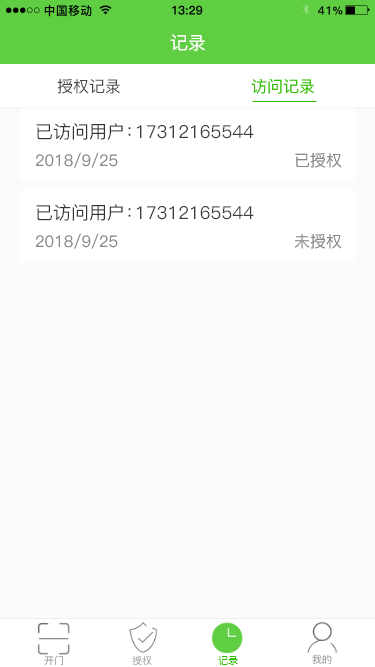 中国移动 13:29 41%
记录
授权记录 访问记录
已访问用户:17312165544
2018/9/25 已授权
已访问用户:17312165544
2018/9/25 未授权
开门 授权 记录 我的